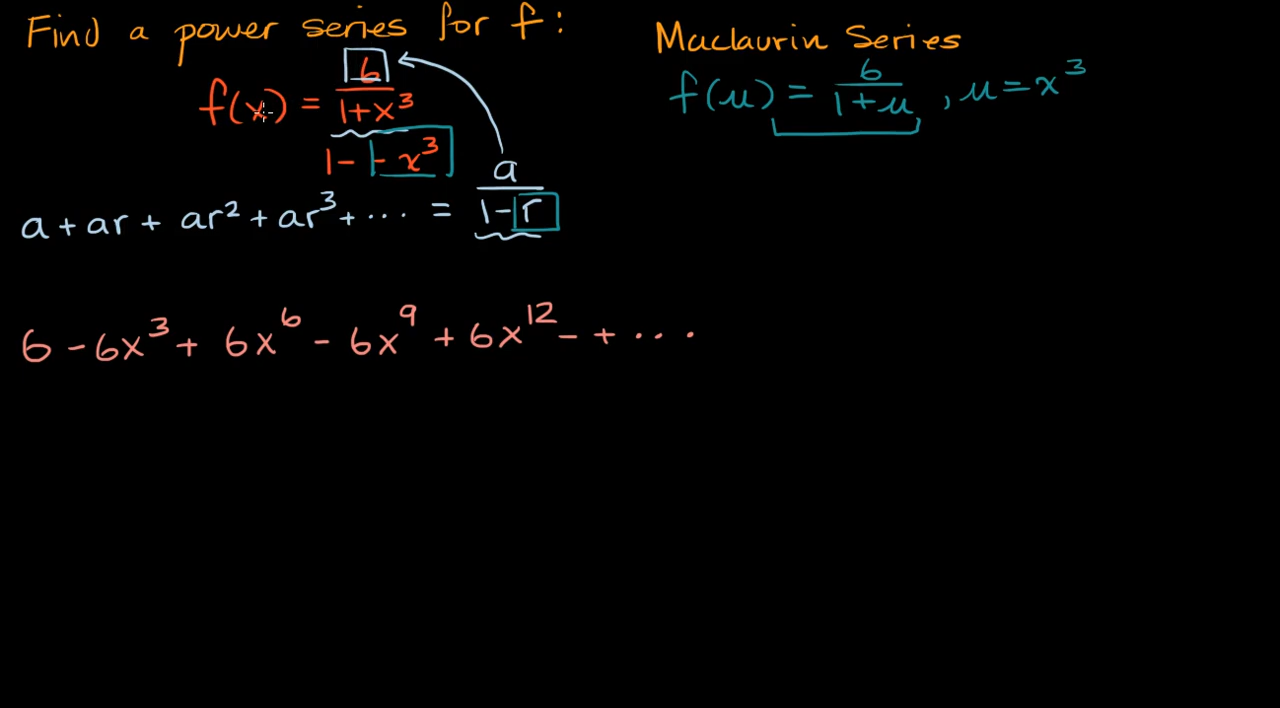 Find a power series for f:
f(x) = 6/(1+x³)
1 - -x³
a + ar + ar² + ar³ + ··· = a/(1-r)
6 - 6x³ + 6x⁶ - 6x⁹ + 6x¹² - + ···
Maclaurin Series
f(u) = 6/(1+u), u = x³